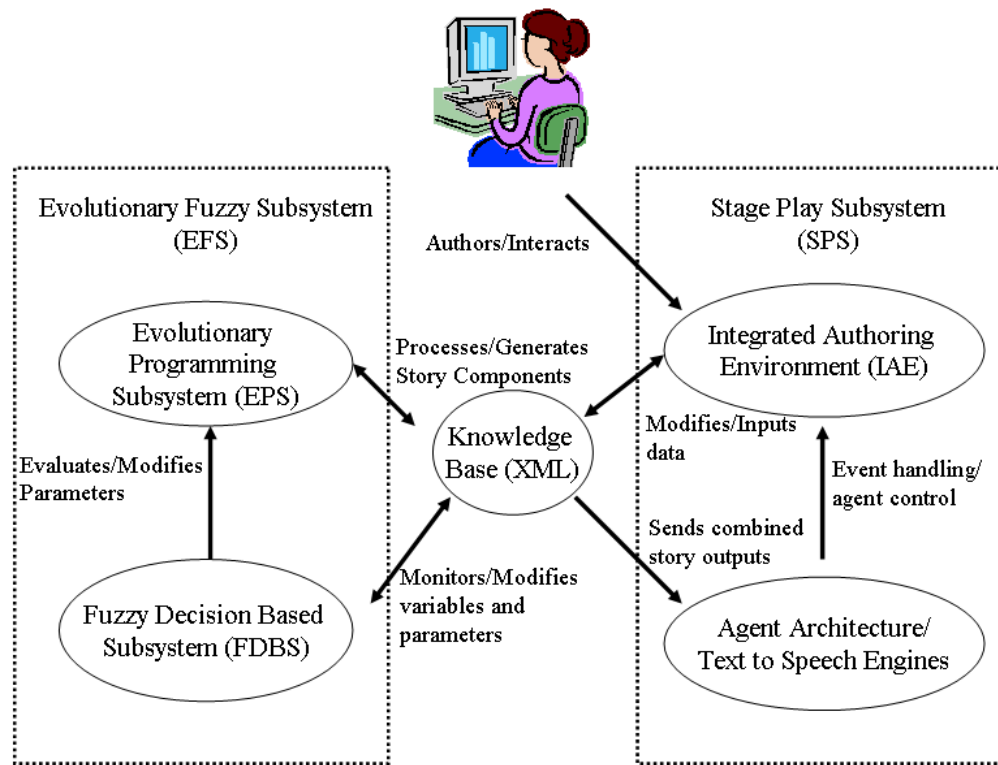 Evolutionary Fuzzy Subsystem
(EFS)
Stage Play Subsystem
(SPS)
Authors/Interacts
Evolutionary
Programming
Subsystem (EPS)
Processes/Generates
Story Components
Integrated Authoring
Environment (IAE)
Knowledge
Base (XML)
Modifies/Inputs
data
Evaluates/Modifies
Parameters
Event handling/
agent control
Sends combined
story outputs
Monitors/Modifies
variables and
parameters
Fuzzy Decision Based
Subsystem (FDBS)
Agent Architecture/
Text to Speech Engines